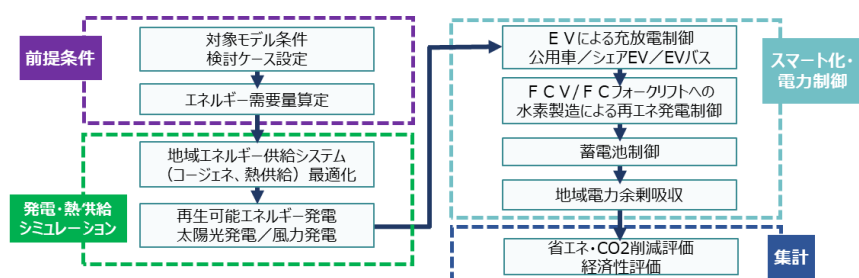 前提条件
対象モデル条件
検討ケース設定
エネルギー需要量算定
発電・熱供給
シミュレーション
地域エネルギー供給システム
（コージェネ、熱供給）最適化
再生可能エネルギー発電
太陽光発電／風力発電
スマート化・
電力制御
ＥＶによる充放電制御
公用車／シェアEV／EVバス
ＦＣＶ/ＦＣフォークリフトへの
水素製造による再エネ発電制御
蓄電池制御
地域電力余剰吸収
集計
省エネ・CO2削減評価
経済性評価